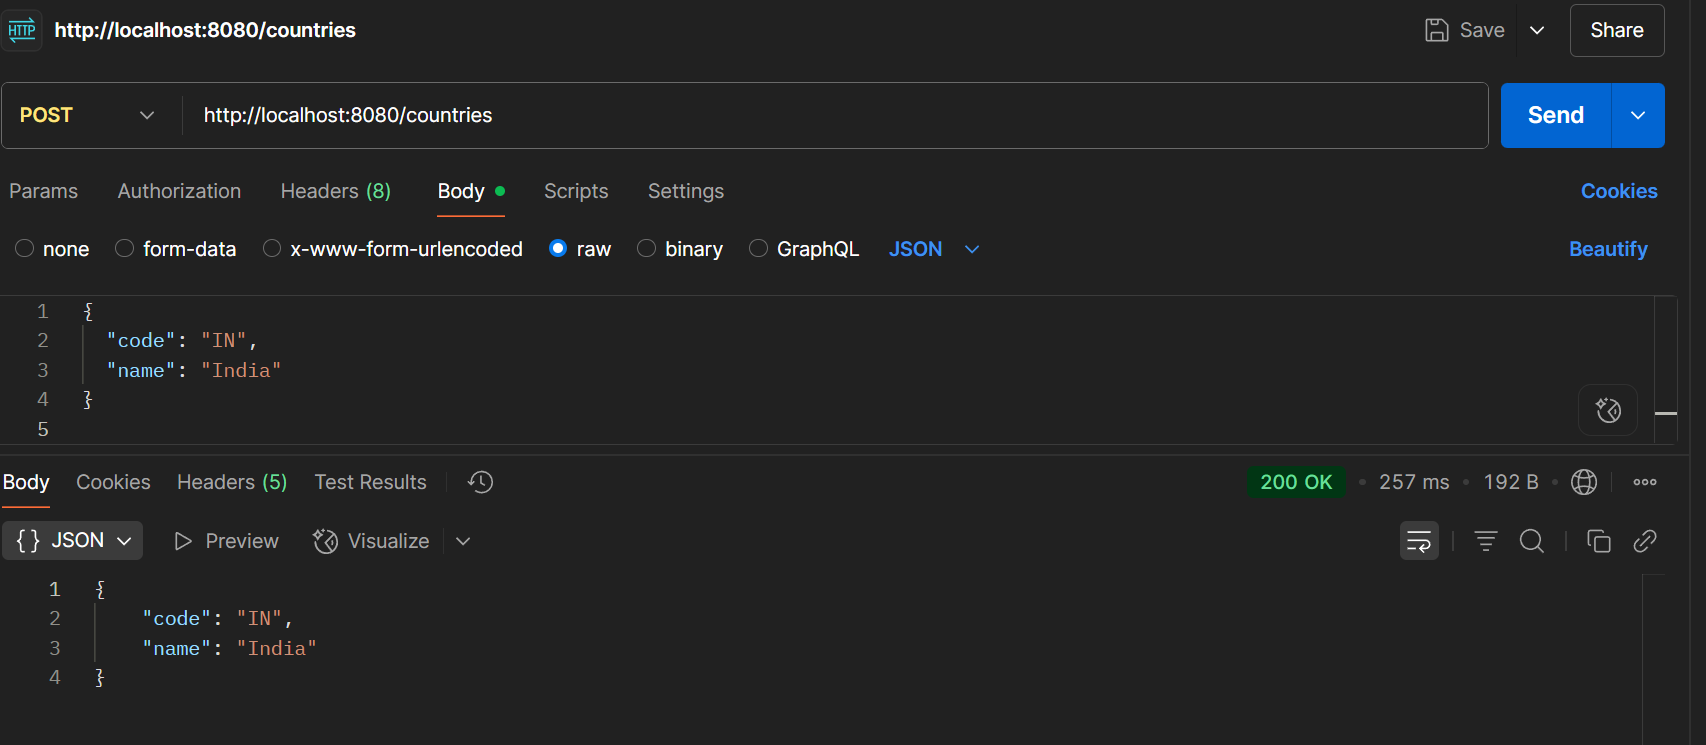 HTTP http://localhost:8080/countries Save Share
POST http://localhost:8080/countries Send
Params Authorization Headers (8) Body Scripts Settings Cookies
none form-data x-www-form-urlencoded raw binary GraphQL JSON Beautify
1 {
2 "code": "IN",
3 "name": "India"
4 }
5
Body Cookies Headers (5) Test Results 200 OK • 257 ms • 192 B •
{} JSON Preview Visualize
1 {
2 "code": "IN",
3 "name": "India"
4 }